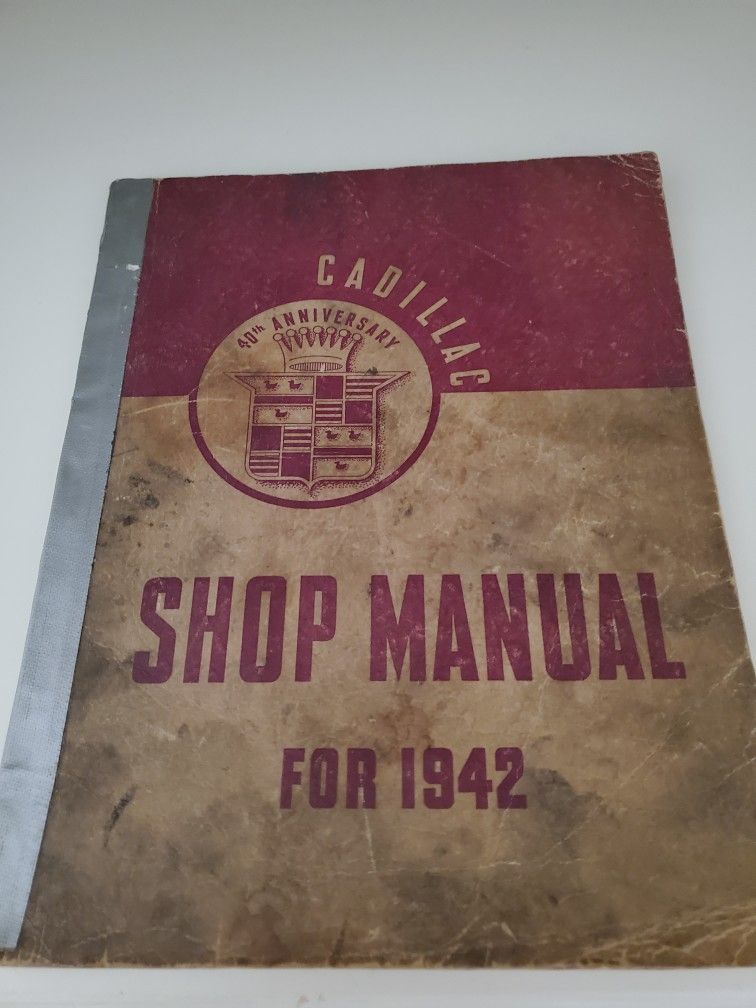 CADILLAC
40th ANNIVERSARY
SHOP MANUAL
FOR 1942